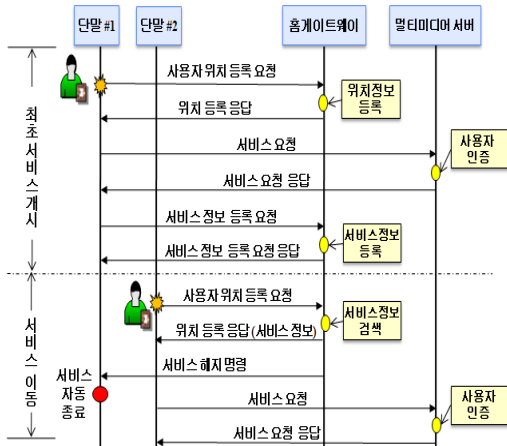 단말 #1
단말 #2
홈게이트웨이
멀티미디어 서버
최초 서비스 개시
사용자 위치 등록 요청
위치정보
등록
위치 등록 응답
서비스 요청
사용자
인증
서비스 요청 응답
서비스 정보 등록 요청
서비스정보
등록
서비스 정보 등록 요청 응답
서비스 이동
사용자 위치 등록 요청
서비스정보
검색
위치 등록 응답 (서비스 정보)
서비스 해지 명령
서비스
자동
종료
서비스 요청
사용자
인증
서비스 요청 응답